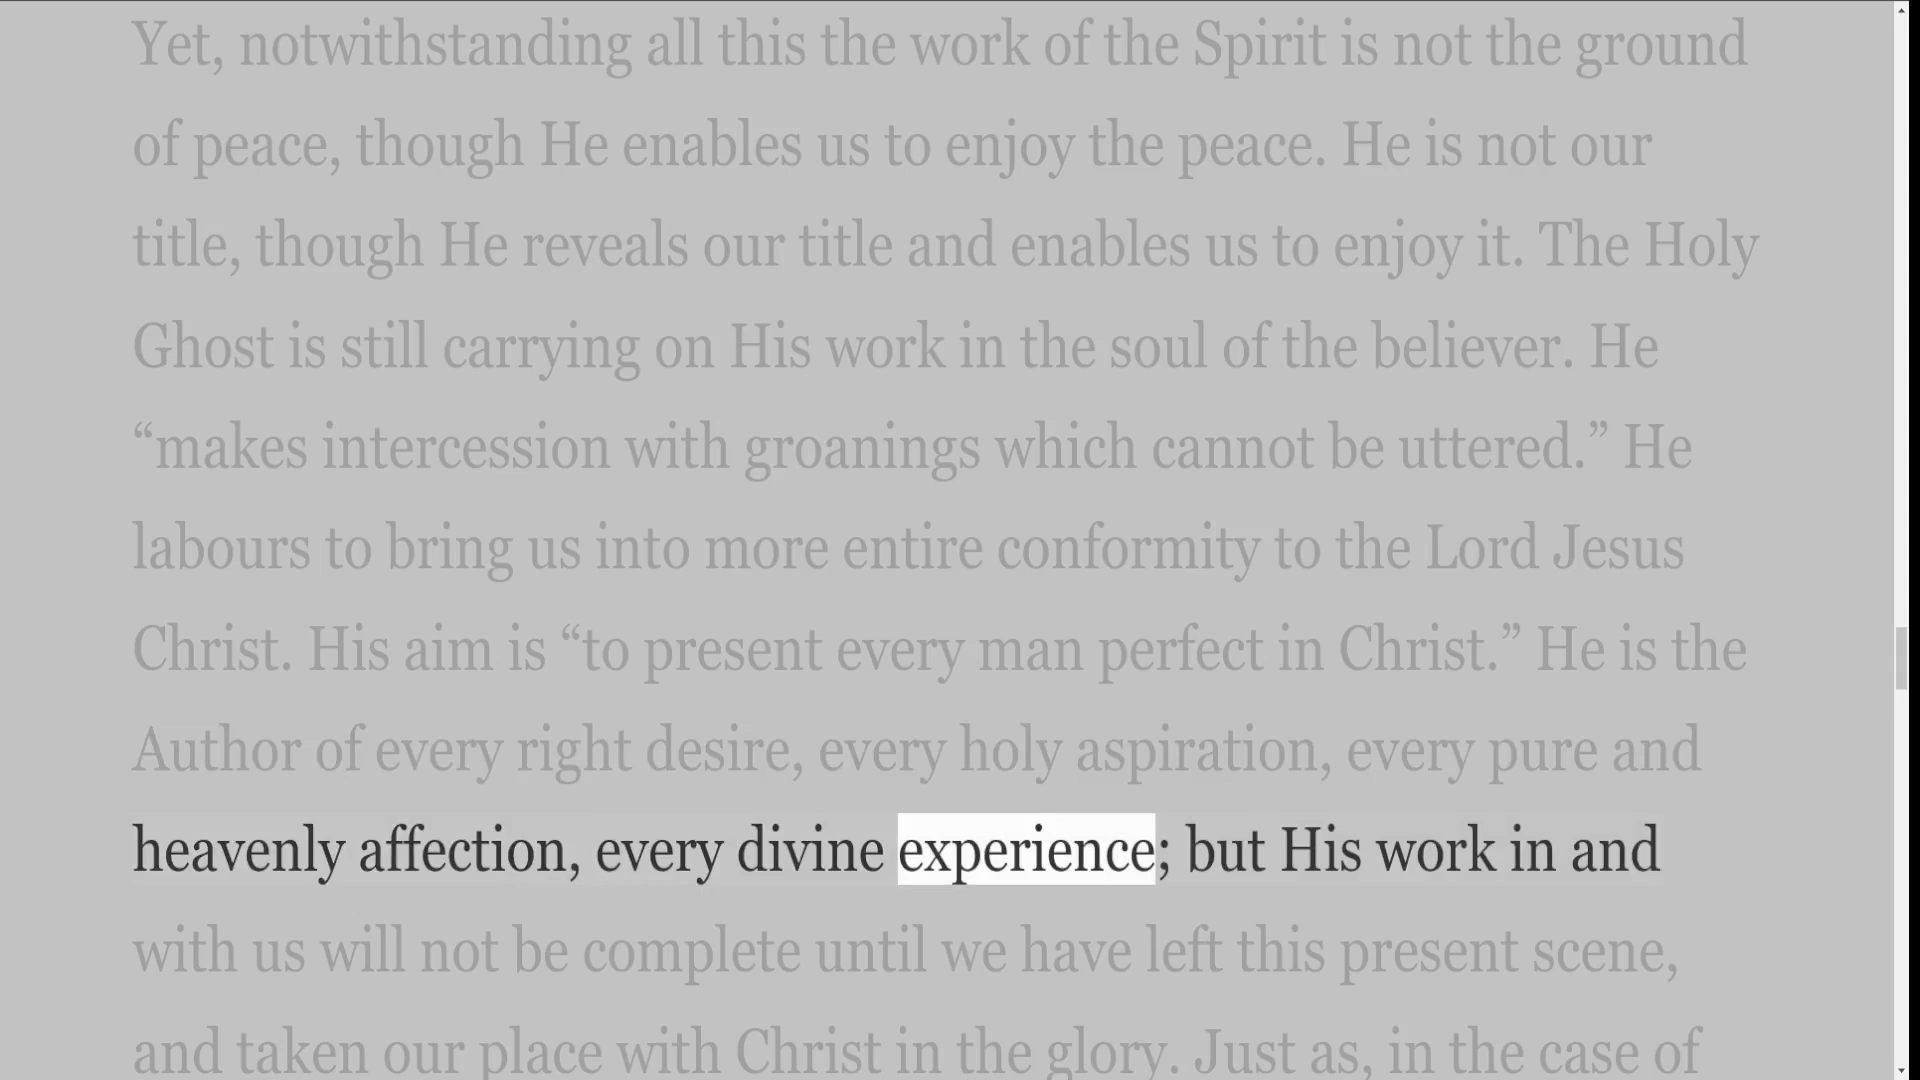 Yet, notwithstanding all this the work of the Spirit is not the ground
of peace, though He enables us to enjoy the peace. He is not our
title, though He reveals our title and enables us to enjoy it. The Holy
Ghost is still carrying on His work in the soul of the believer. He
“makes intercession with groanings which cannot be uttered.” He
labours to bring us into more entire conformity to the Lord Jesus
Christ. His aim is “to present every man perfect in Christ.” He is the
Author of every right desire, every holy aspiration, every pure and
heavenly affection, every divine experience; but His work in and
with us will not be complete until we have left this present scene,
and taken our place with Christ in the glory. Just as, in the case of